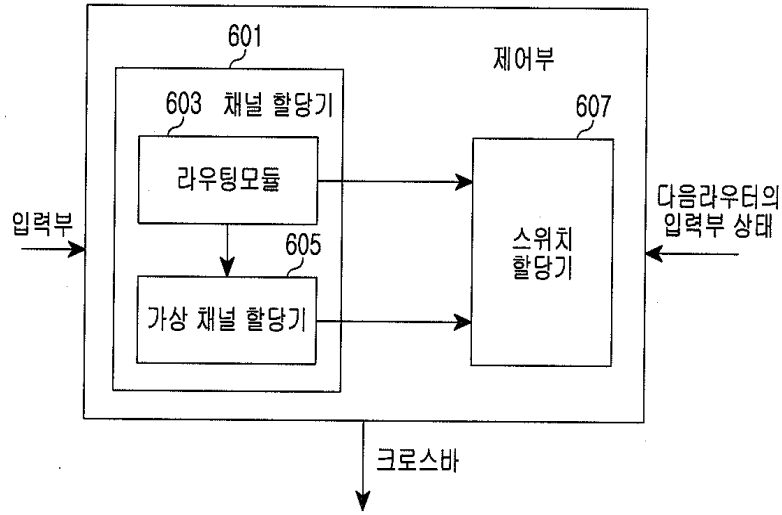 601
제어부
603
채널 할당기
607
라우팅모듈
입력부
605
가상 채널 할당기
스위치
할당기
다음라우터의
입력부 상태
크로스바